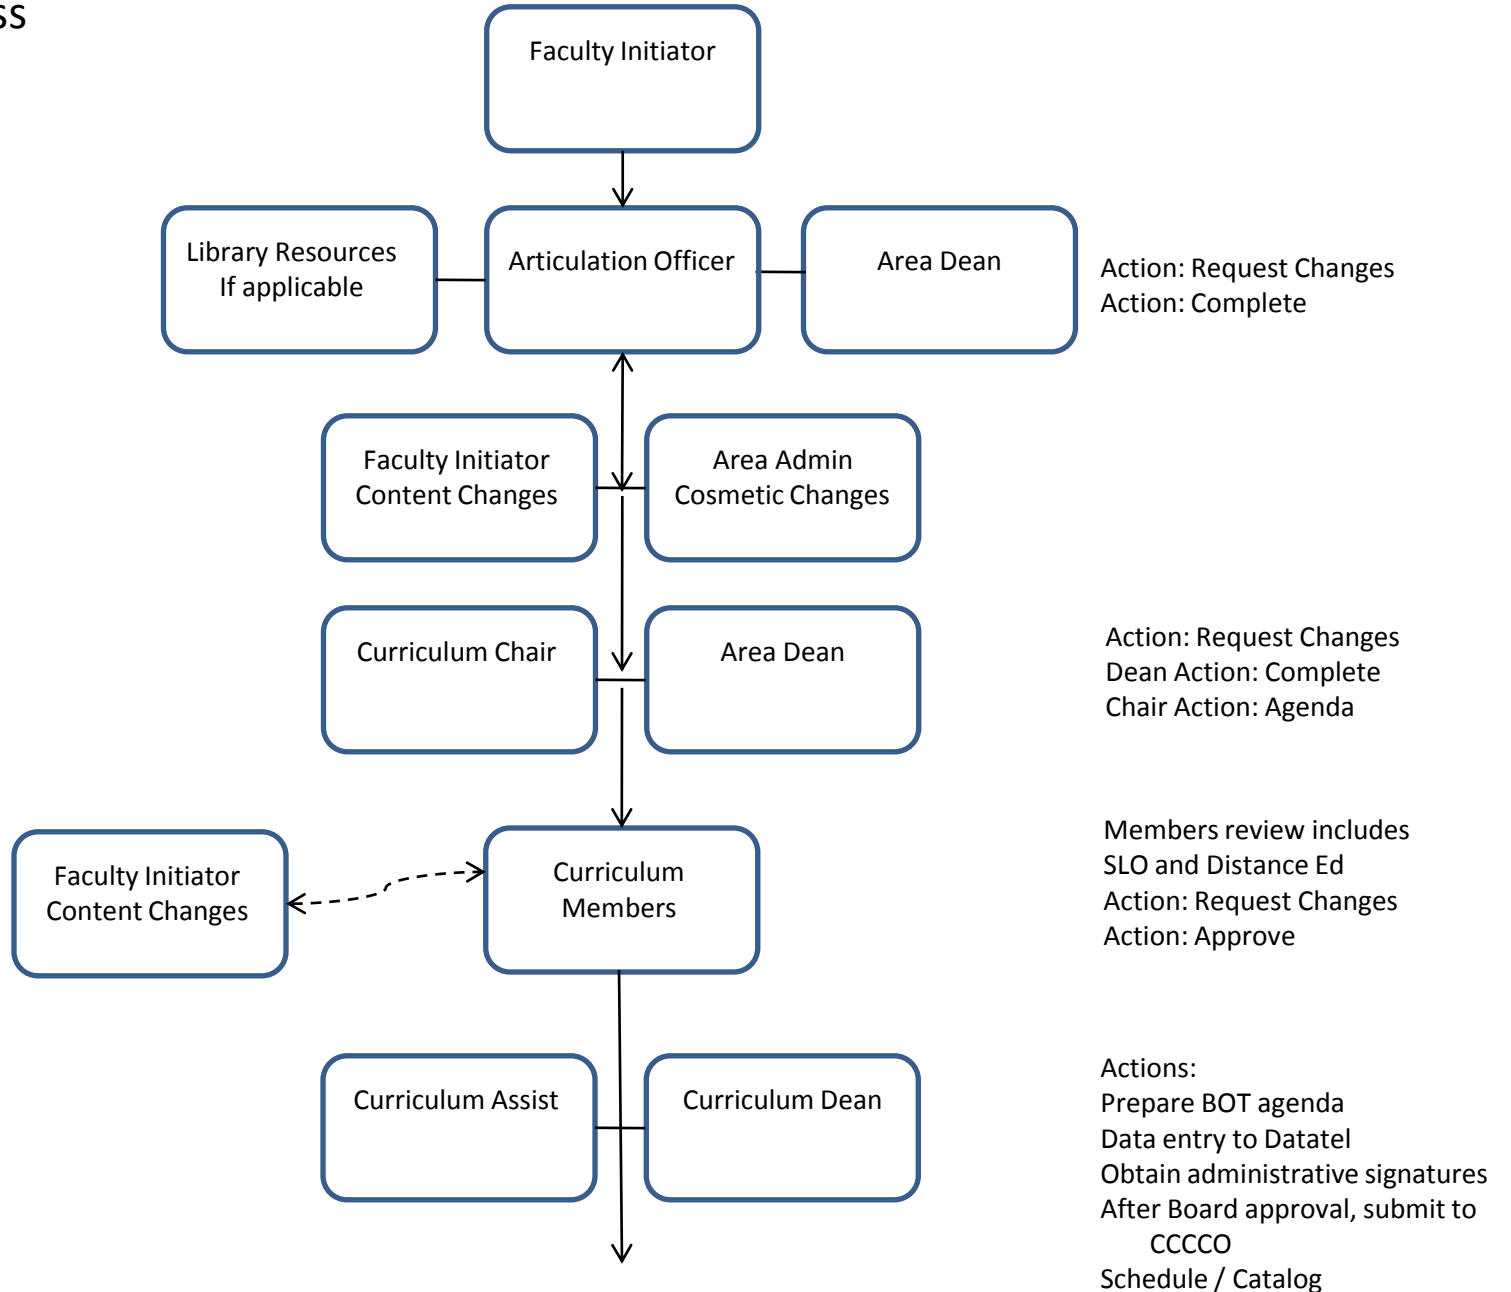 ss
Faculty Initiator
Library Resources
If applicable
Articulation Officer
Area Dean
Action: Request Changes
Action: Complete
Faculty Initiator
Content Changes
Area Admin
Cosmetic Changes
Curriculum Chair
Area Dean
Action: Request Changes
Dean Action: Complete
Chair Action: Agenda
Faculty Initiator
Content Changes
Curriculum
Members
Members review includes
SLO and Distance Ed
Action: Request Changes
Action: Approve
Curriculum Assist
Curriculum Dean
Actions:
Prepare BOT agenda
Data entry to Datatel
Obtain administrative signatures
After Board approval, submit to
CCCCO
Schedule / Catalog